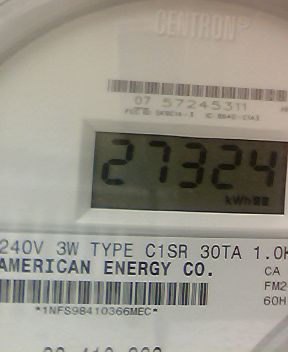 CENTRON®
07 57245311
27324
kWh
240V 3W TYPE C1SR 30TA 1.0K
AMERICAN ENERGY CO.
CA
FM2
60H
*1NFS98410366MEC*